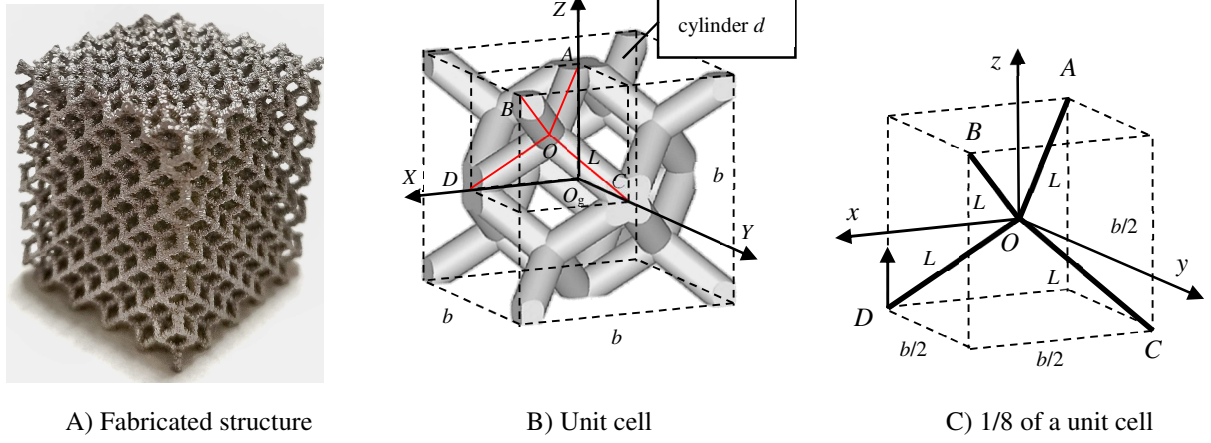 Z
cylinder d
A
B
O
L
X
D
C
O_g
b
Y
b
b
z
A
B
L
L
x
O
b/2
y
L
L
D
b/2
b/2
C
A) Fabricated structure
B) Unit cell
C) 1/8 of a unit cell